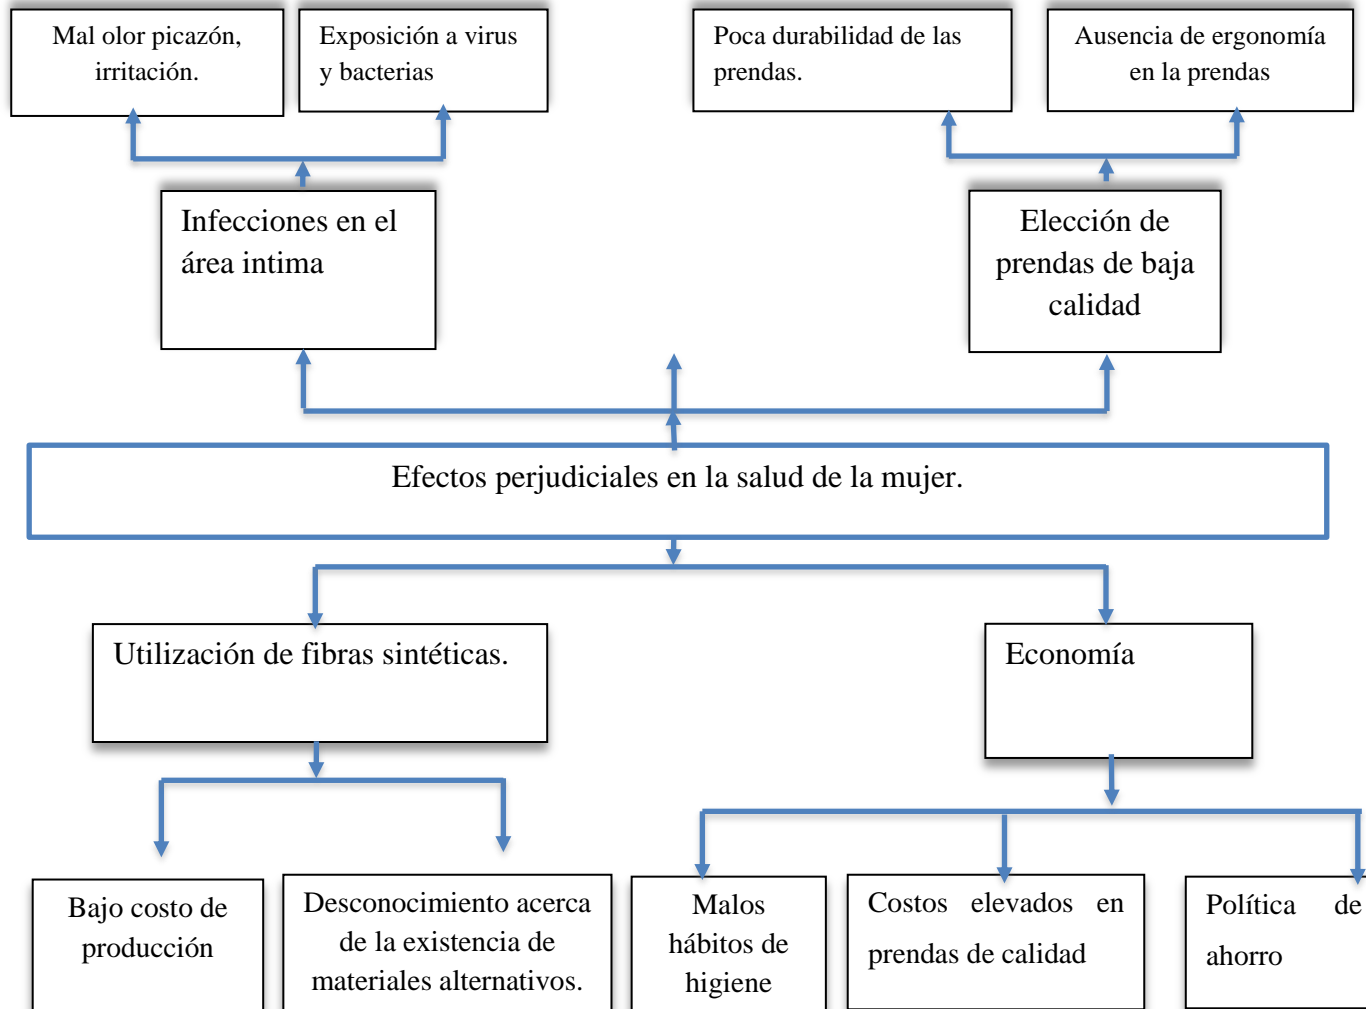 Mal olor picazón,
irritación.
Exposición a virus
y bacterias
Poca durabilidad de las
prendas.
Ausencia de ergonomía
en la prendas
Infecciones en el
área intima
Elección de
prendas de baja
calidad
Efectos perjudiciales en la salud de la mujer.
Utilización de fibras sintéticas.
Economía
Bajo costo de
producción
Desconocimiento acerca
de la existencia de
materiales alternativos.
Malos
hábitos de
higiene
Costos elevados en
prendas de calidad
Política de
ahorro